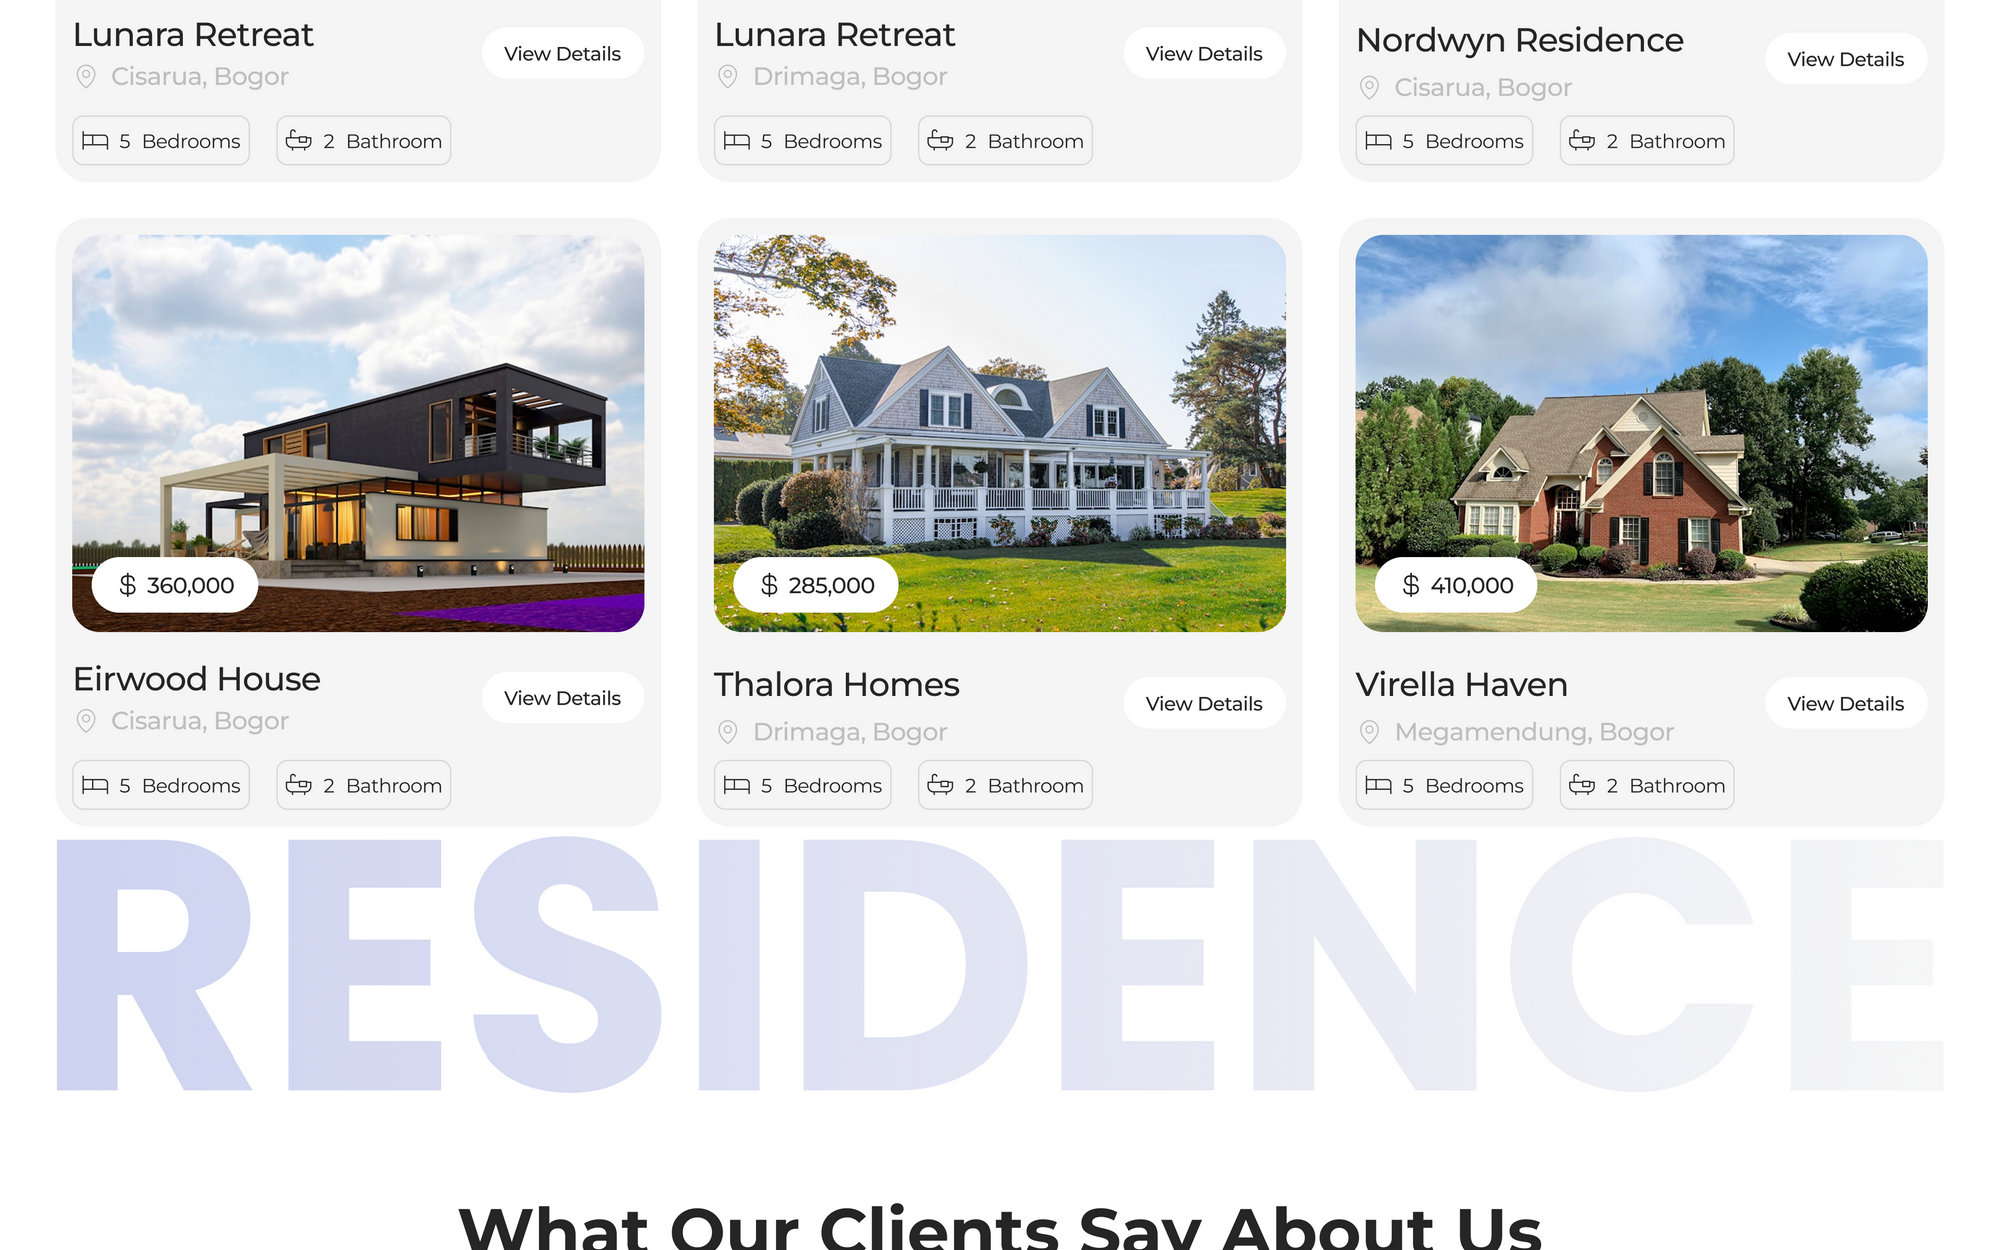 Lunara Retreat
View Details
Cisarua, Bogor
5 Bedrooms
2 Bathroom
Lunara Retreat
View Details
Drimaga, Bogor
5 Bedrooms
2 Bathroom
Nordwyn Residence
View Details
Cisarua, Bogor
5 Bedrooms
2 Bathroom
$ 360,000
Eirwood House
View Details
Cisarua, Bogor
5 Bedrooms
2 Bathroom
$ 285,000
Thalora Homes
View Details
Drimaga, Bogor
5 Bedrooms
2 Bathroom
$ 410,000
Virella Haven
View Details
Megamendung, Bogor
5 Bedrooms
2 Bathroom
RESIDENCE
What Our Clients Say About Us